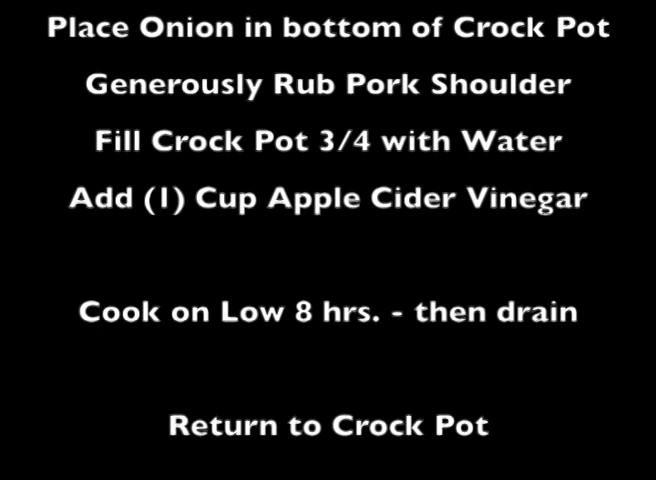 Place Onion in bottom of Crock Pot
Generously Rub Pork Shoulder
Fill Crock Pot 3/4 with Water
Add (1) Cup Apple Cider Vinegar
Cook on Low 8 hrs. - then drain
Return to Crock Pot